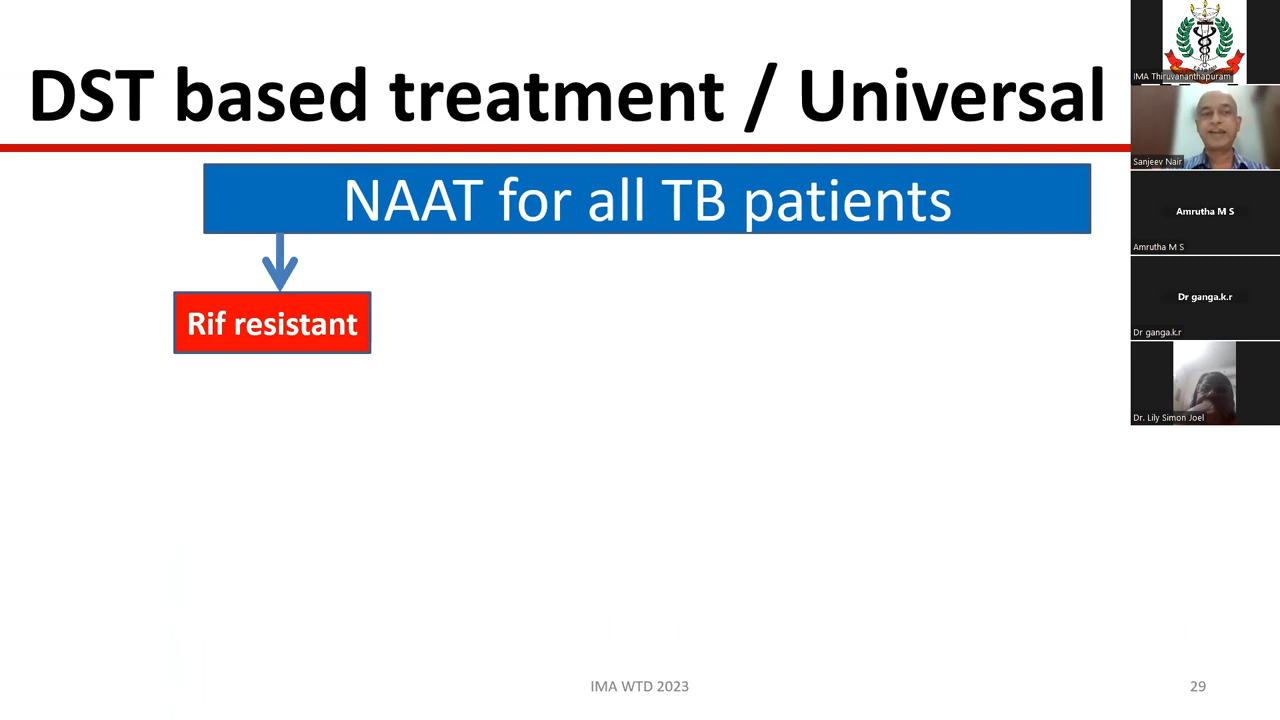 DST based treatment / Universal
NAAT for all TB patients
Rif resistant
IMA WTD 2023
29
IMA Thiruvananthapuram
Sanjeev Nair
Amrutha M S
Amrutha M S
Dr ganga.k.r
Dr ganga.k.r
Dr. Lily Simon Joel